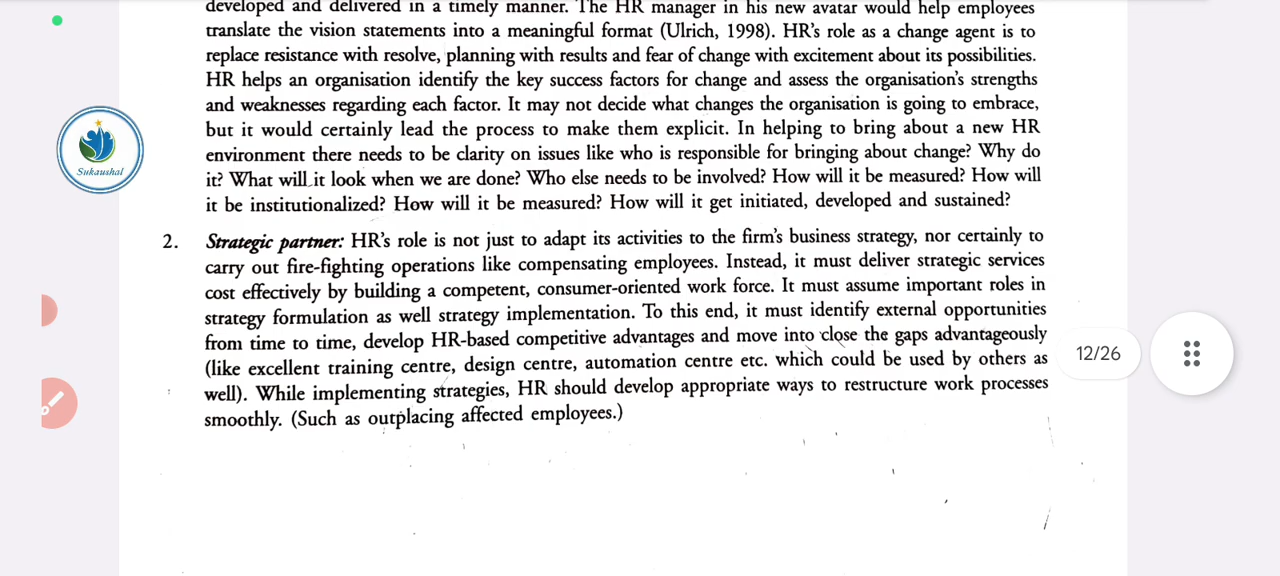 developed and delivered in a timely manner. The HR manager in his new avatar would help employees
translate the vision statements into a meaningful format (Ulrich, 1998). HR's role as a change agent is to
replace resistance with resolve, planning with results and fear of change with excitement about its possibilities.
HR helps an organisation identify the key success factors for change and assess the organisation's strengths
and weaknesses regarding each factor. It may not decide what changes the organisation is going to embrace,
but it would certainly lead the process to make them explicit. In helping to bring about a new HR
environment there needs to be clarity on issues like who is responsible for bringing about change? Why do
it? What will it look when we are done? Who else needs to be involved? How will it be measured? How will
it be institutionalized? How will it be measured? How will it get initiated, developed and sustained?
Sukaushal
2. Strategic partner: HR's role is not just to adapt its activities to the firm's business strategy, nor certainly to
carry out fire-fighting operations like compensating employees. Instead, it must deliver strategic services
cost effectively by building a competent, consumer-oriented work force. It must assume important roles in
strategy formulation as well strategy implementation. To this end, it must identify external opportunities
from time to time, develop HR-based competitive advantages and move into close the gaps advantageously
(like excellent training centre, design centre, automation centre etc. which could be used by others as
well). While implementing strategies, HR should develop appropriate ways to restructure work processes
smoothly. (Such as outplacing affected employees.)
12/26